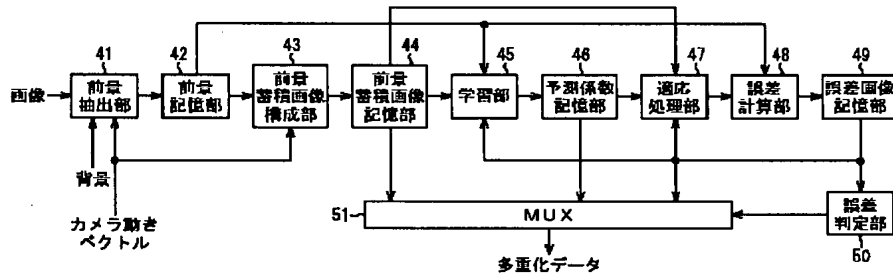 41
42
43
44
45
46
47
48
49
画像
前景
抽出部
前景
記憶部
前景
蓄積画像
構成部
前景
蓄積画像
記憶部
学習部
予測係数
記憶部
適応
処理部
誤差
計算部
誤差画像
記憶部
背景
カメラ動き
ベクトル
51
MUX
誤差
判定部
50
多重化データ